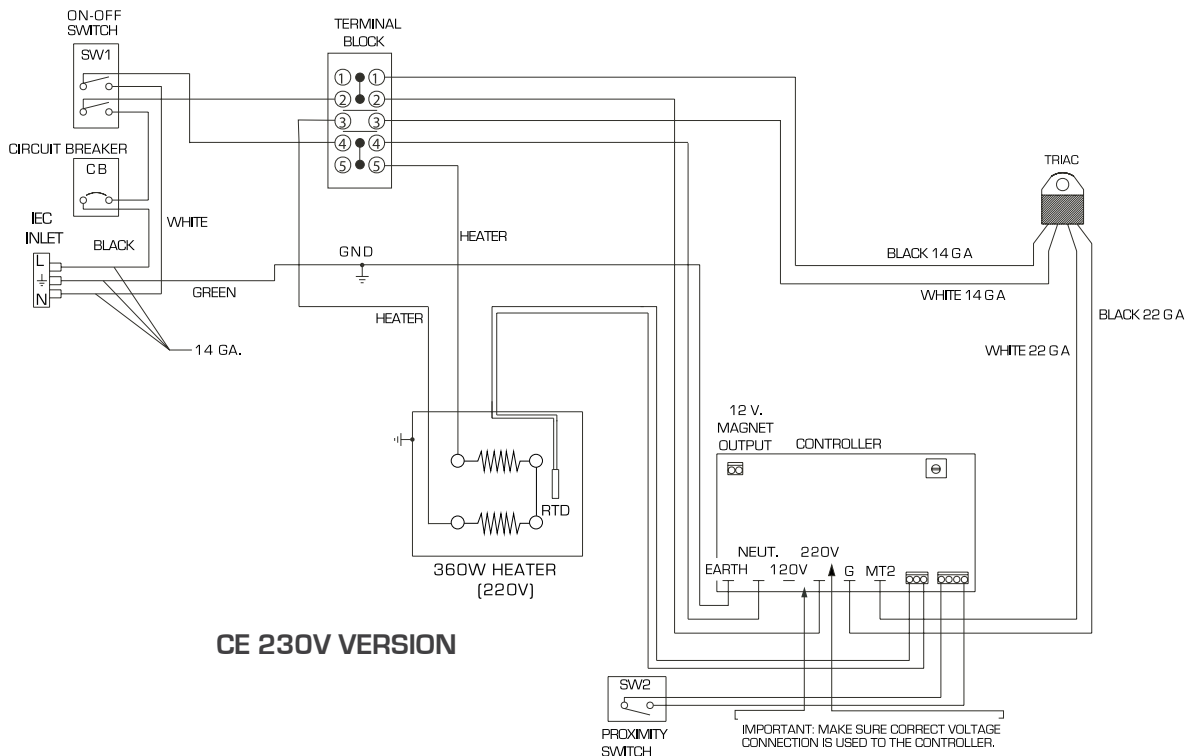 ON-OFF
SWITCH
SW1
TERMINAL
BLOCK
1 1
2 2
3 3
4 4
5 5
CIRCUIT BREAKER
CB
IEC
INLET
L
N
BLACK
WHITE
GREEN
14 GA.
GND
HEATER
HEATER
TRIAC
BLACK 14 GA
WHITE 14 GA
BLACK 22 GA
WHITE 22 GA
RTD
360W HEATER
(220V)
12 V.
MAGNET
OUTPUT
CONTROLLER
EARTH NEUT. 120V 220V G MT2
CE 230V VERSION
SW2
PROXIMITY
SWITCH
IMPORTANT: MAKE SURE CORRECT VOLTAGE
CONNECTION IS USED TO THE CONTROLLER.